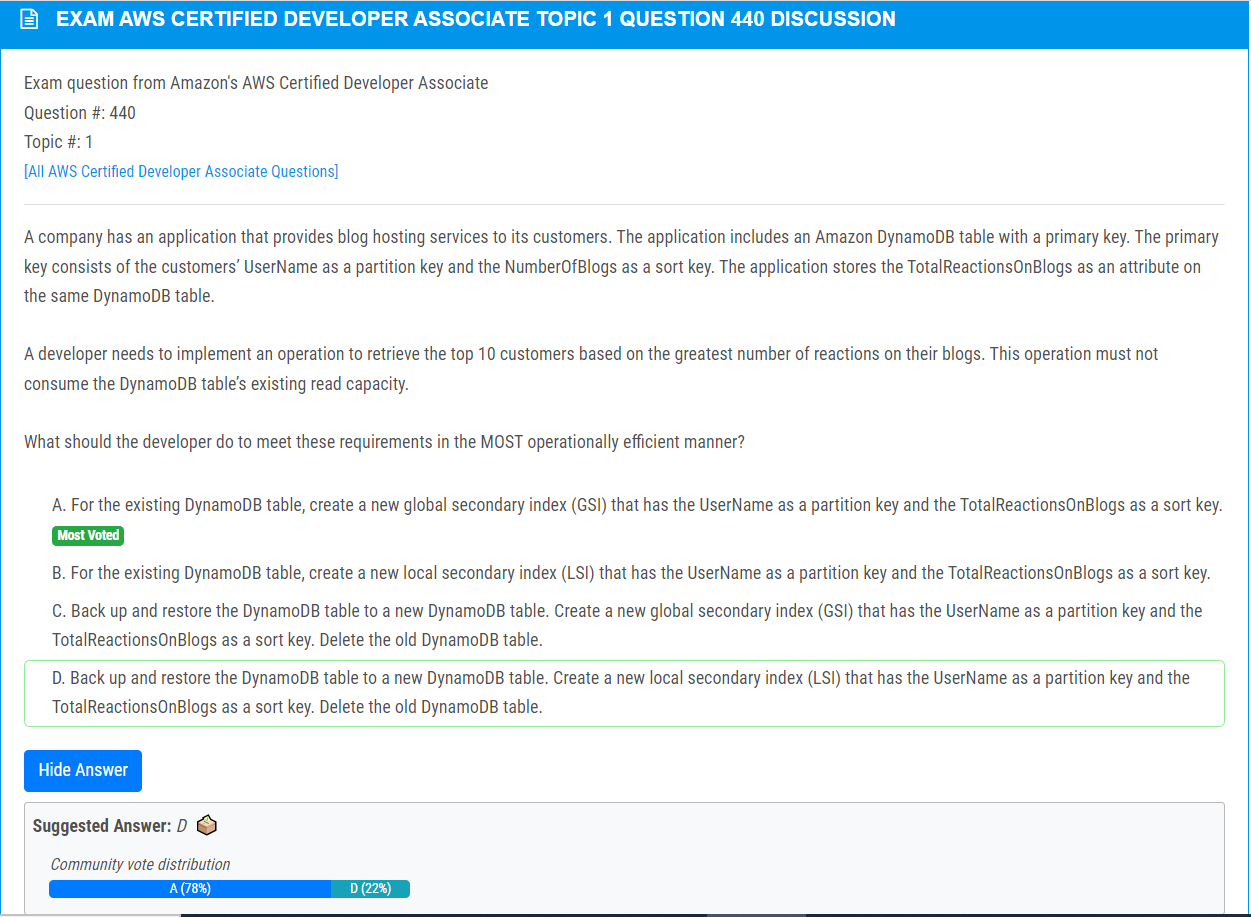 EXAM AWS CERTIFIED DEVELOPER ASSOCIATE TOPIC 1 QUESTION 440 DISCUSSION
Exam question from Amazon's AWS Certified Developer Associate
Question #: 440
Topic #: 1
[All AWS Certified Developer Associate Questions]
A company has an application that provides blog hosting services to its customers. The application includes an Amazon DynamoDB table with a primary key. The primary
key consists of the customers’ UserName as a partition key and the NumberOfBlogs as a sort key. The application stores the TotalReactionsOnBlogs as an attribute on
the same DynamoDB table.
A developer needs to implement an operation to retrieve the top 10 customers based on the greatest number of reactions on their blogs. This operation must not
consume the DynamoDB table’s existing read capacity.
What should the developer do to meet these requirements in the MOST operationally efficient manner?
A. For the existing DynamoDB table, create a new global secondary index (GSI) that has the UserName as a partition key and the TotalReactionsOnBlogs as a sort key.
Most Voted
B. For the existing DynamoDB table, create a new local secondary index (LSI) that has the UserName as a partition key and the TotalReactionsOnBlogs as a sort key.
C. Back up and restore the DynamoDB table to a new DynamoDB table. Create a new global secondary index (GSI) that has the UserName as a partition key and the
TotalReactionsOnBlogs as a sort key. Delete the old DynamoDB table.
D. Back up and restore the DynamoDB table to a new DynamoDB table. Create a new local secondary index (LSI) that has the UserName as a partition key and the
TotalReactionsOnBlogs as a sort key. Delete the old DynamoDB table.
Hide Answer
Suggested Answer: D
Community vote distribution
A (78%) D (22%)